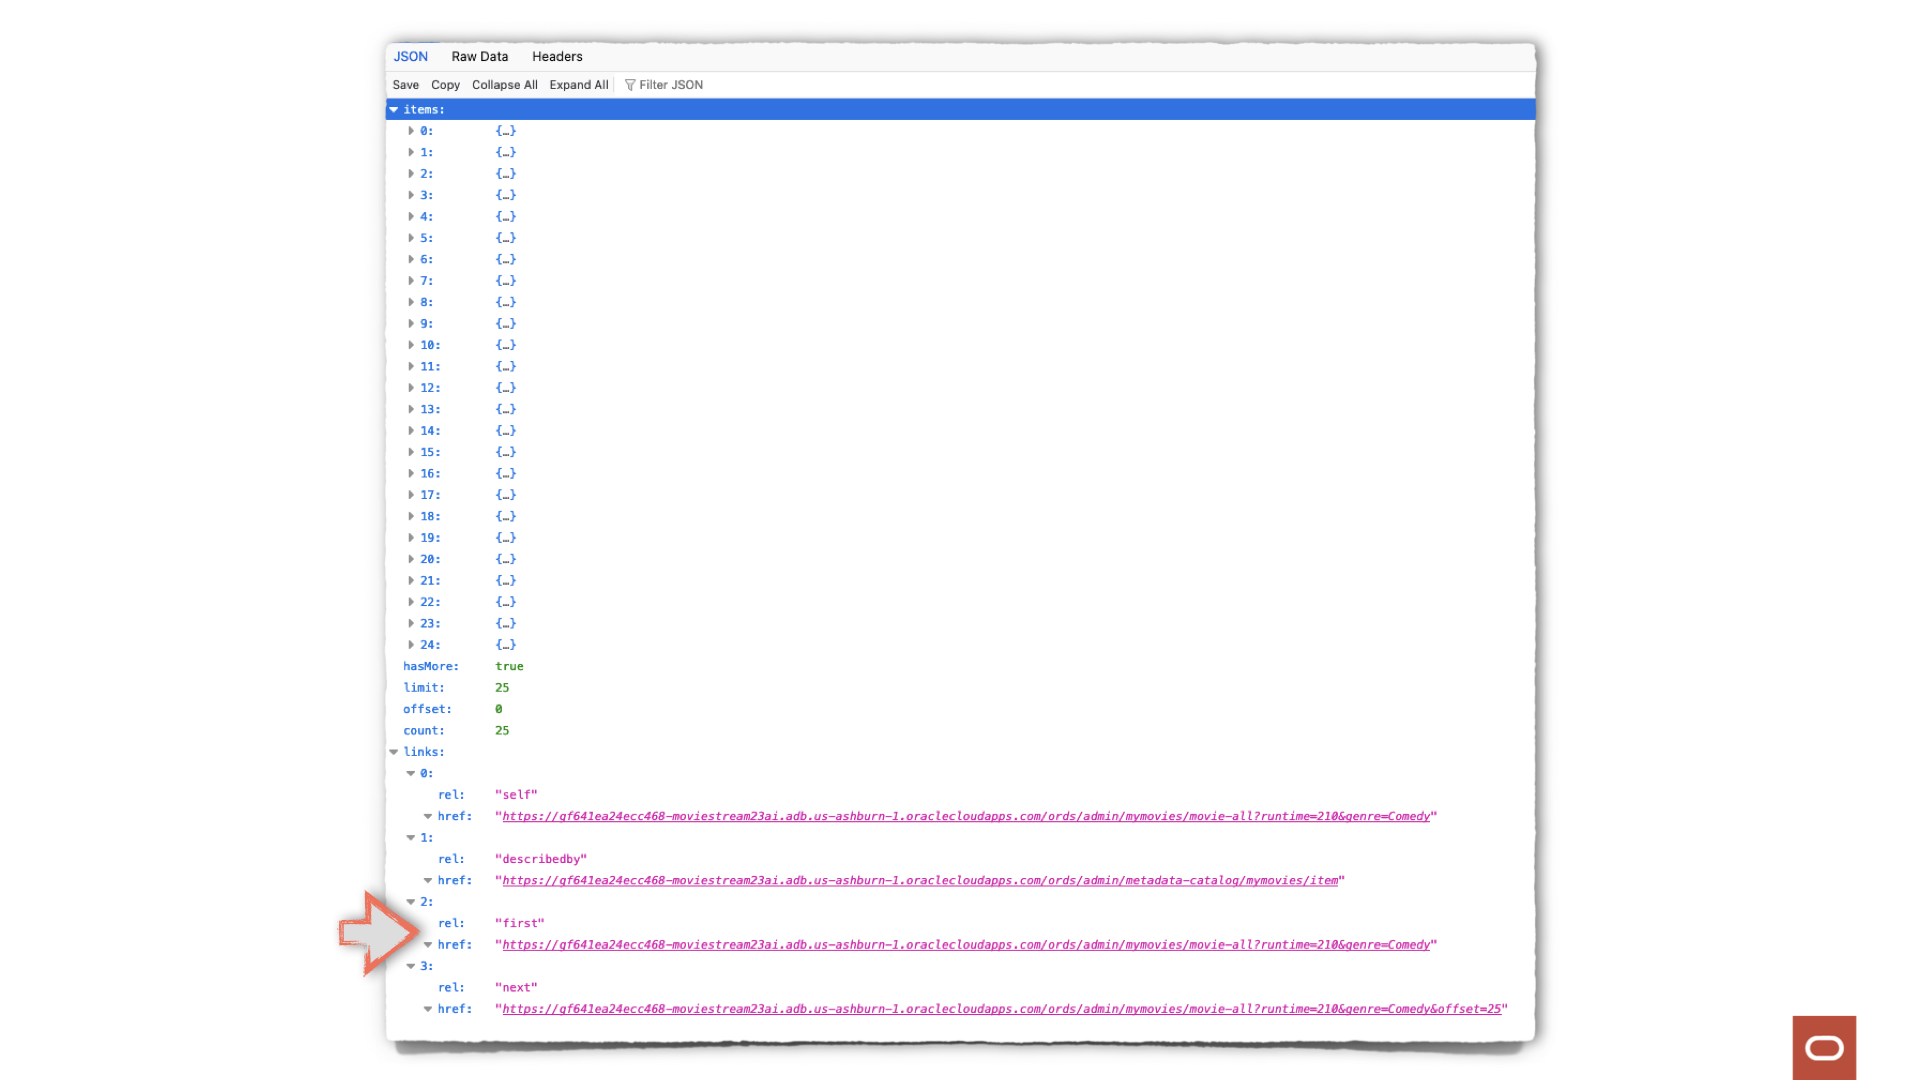 JSON Raw Data Headers
Save Copy Collapse All Expand All Filter JSON
items:
0: {…}
1: {…}
2: {…}
3: {…}
4: {…}
5: {…}
6: {…}
7: {…}
8: {…}
9: {…}
10: {…}
11: {…}
12: {…}
13: {…}
14: {…}
15: {…}
16: {…}
17: {…}
18: {…}
19: {…}
20: {…}
21: {…}
22: {…}
23: {…}
24: {…}
hasMore: true
limit: 25
offset: 0
count: 25
links:
0:
rel: "self"
href: "https://gf641ea24ecc468-moviestream23ai.adb.us-ashburn-1.oraclecloudapps.com/ords/admin/mymovies/movie-all?runtime=210&genre=Comedy"
1:
rel: "describedby"
href: "https://gf641ea24ecc468-moviestream23ai.adb.us-ashburn-1.oraclecloudapps.com/ords/admin/metadata-catalog/mymovies/item"
2:
rel: "first"
href: "https://gf641ea24ecc468-moviestream23ai.adb.us-ashburn-1.oraclecloudapps.com/ords/admin/mymovies/movie-all?runtime=210&genre=Comedy"
3:
rel: "next"
href: "https://gf641ea24ecc468-moviestream23ai.adb.us-ashburn-1.oraclecloudapps.com/ords/admin/mymovies/movie-all?runtime=210&genre=Comedy&offset=25"